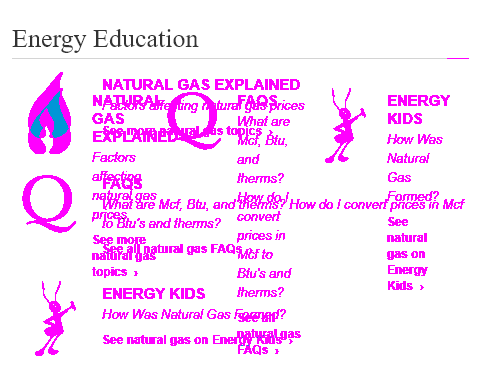 Energy Education
NATURAL GAS EXPLAINED
Factors affecting natural gas prices
See more natural gas topics ›
Q
FAQS
What are Mcf, Btu, and therms? How do I convert prices in Mcf
to Btu's and therms?
See all natural gas FAQs ›
ENERGY KIDS
How Was Natural Gas Formed?
See natural gas on Energy Kids ›
NATURAL
GAS
EXPLAINED
Factors
affecting
natural gas
prices
See more
natural gas
topics ›
Q
FAQS
What are
Mcf, Btu,
and
therms?
How do I
convert
prices in
Mcf to
Btu's and
therms?
See all
natural gas
FAQs ›
ENERGY
KIDS
How Was
Natural
Gas
Formed?
See
natural
gas on
Energy
Kids ›